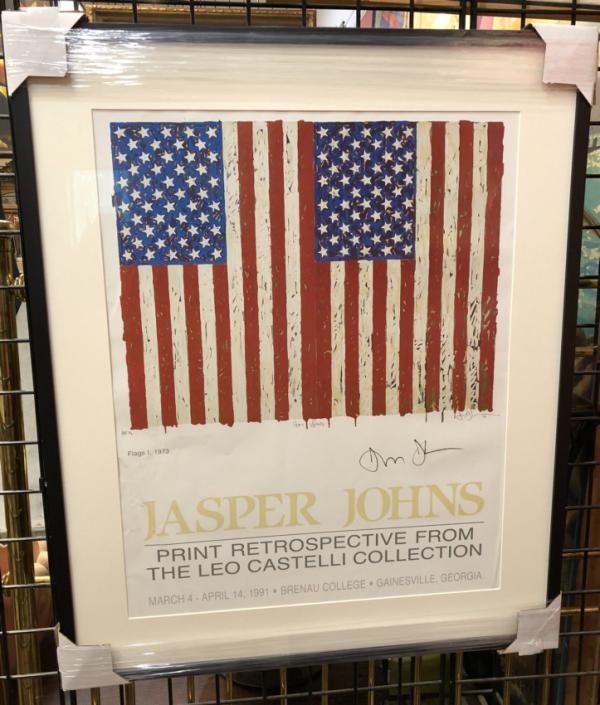 Flags I, 1973
JASPER JOHNS
PRINT RETROSPECTIVE FROM
THE LEO CASTELLI COLLECTION
MARCH 4 - APRIL 14, 1991 • BRENAU COLLEGE • GAINESVILLE, GEORGIA